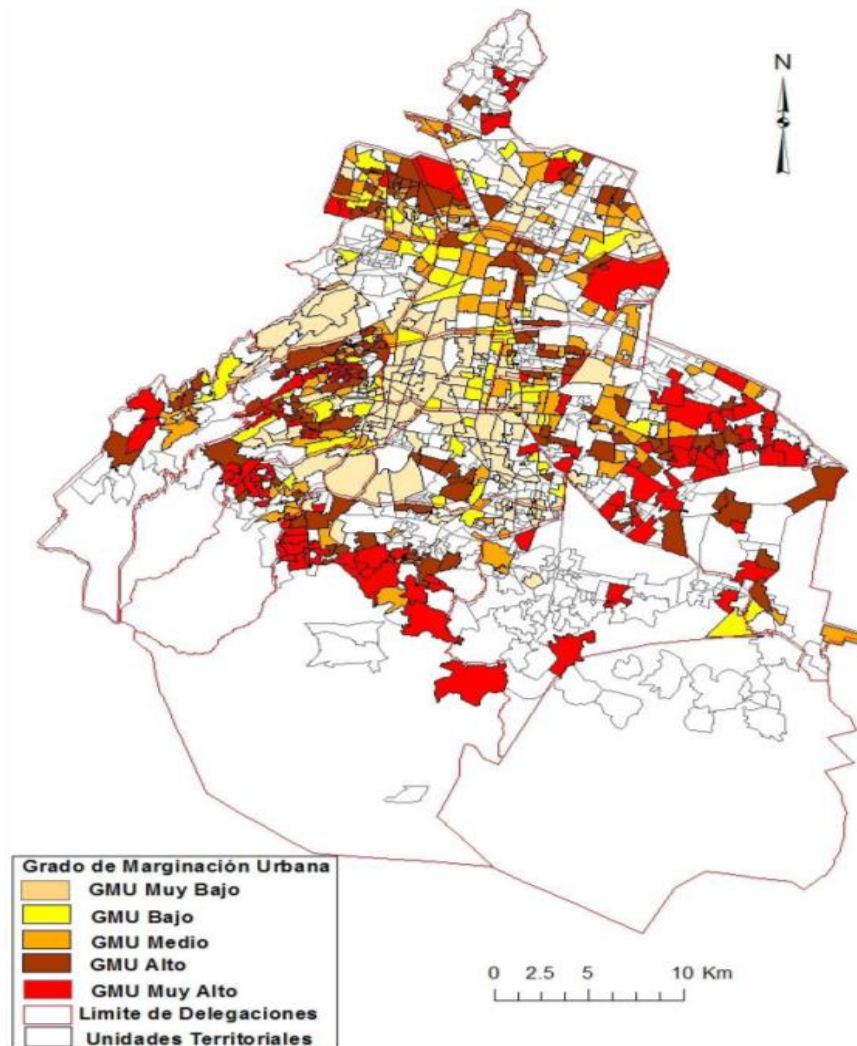 N
Grado de Marginación Urbana
GMU Muy Bajo
GMU Bajo
GMU Medio
GMU Alto
GMU Muy Alto
Limite de Delegaciones
Unidades Territoriales
0 2.5 5 10 Km